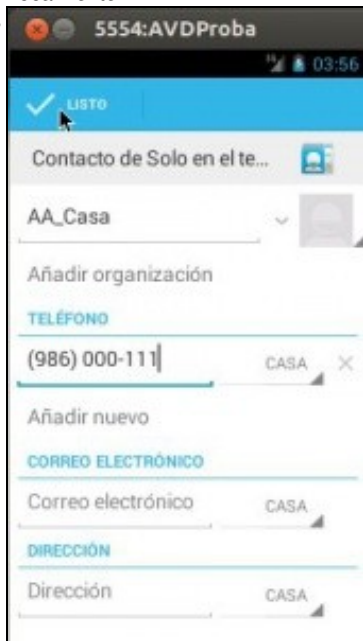 5554:AVDProba
03:56
LISTO
Contacto de Solo en el te...
AA_Casa
Añadir organización
TELÉFONO
(986) 000-111 CASA
Añadir nuevo
CORREO ELECTRÓNICO
Correo electrónico CASA
DIRECCIÓN
Dirección CASA